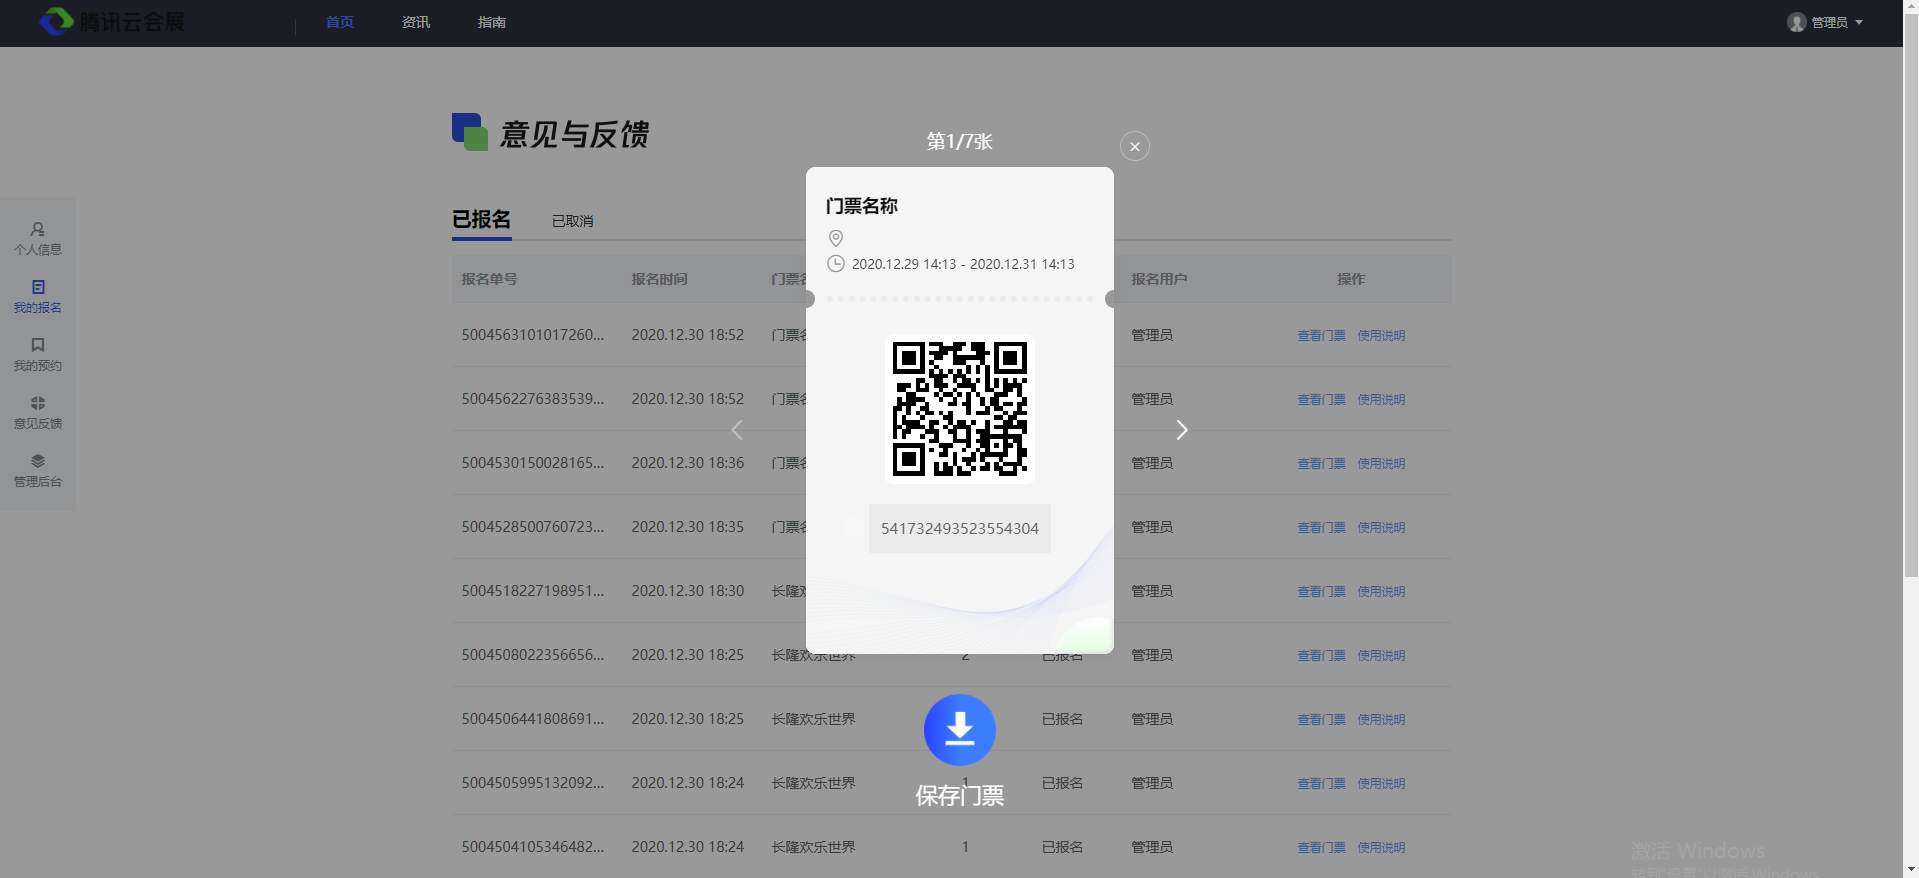 腾讯云会展
首页 资讯 指南
管理员
意见与反馈
第1/7张
已报名 已取消
个人信息
我的报名
我的预约
意见反馈
管理后台
门票名称
2020.12.29 14:13 - 2020.12.31 14:13
541732493523554304
保存门票
报名单号 报名时间 门票 报名用户 操作
5004563101017260... 2020.12.30 18:52 门票 管理员 查看门票 使用说明
5004562276383539... 2020.12.30 18:52 门票 管理员 查看门票 使用说明
5004530150028165... 2020.12.30 18:36 门票 管理员 查看门票 使用说明
5004528500760723... 2020.12.30 18:35 门票 管理员 查看门票 使用说明
5004518227198951... 2020.12.30 18:30 长隆 管理员 查看门票 使用说明
5004508022356656... 2020.12.30 18:25 长隆欢乐世界 2 已报名 管理员 查看门票 使用说明
5004506441808691... 2020.12.30 18:25 长隆欢乐世界 已报名 管理员 查看门票 使用说明
5004505995132092... 2020.12.30 18:24 长隆欢乐世界 1 已报名 管理员 查看门票 使用说明
5004504105346482... 2020.12.30 18:24 长隆欢乐世界 1 已报名 管理员 查看门票 使用说明
激活 Windows
转到"设置"以激活 Windows。